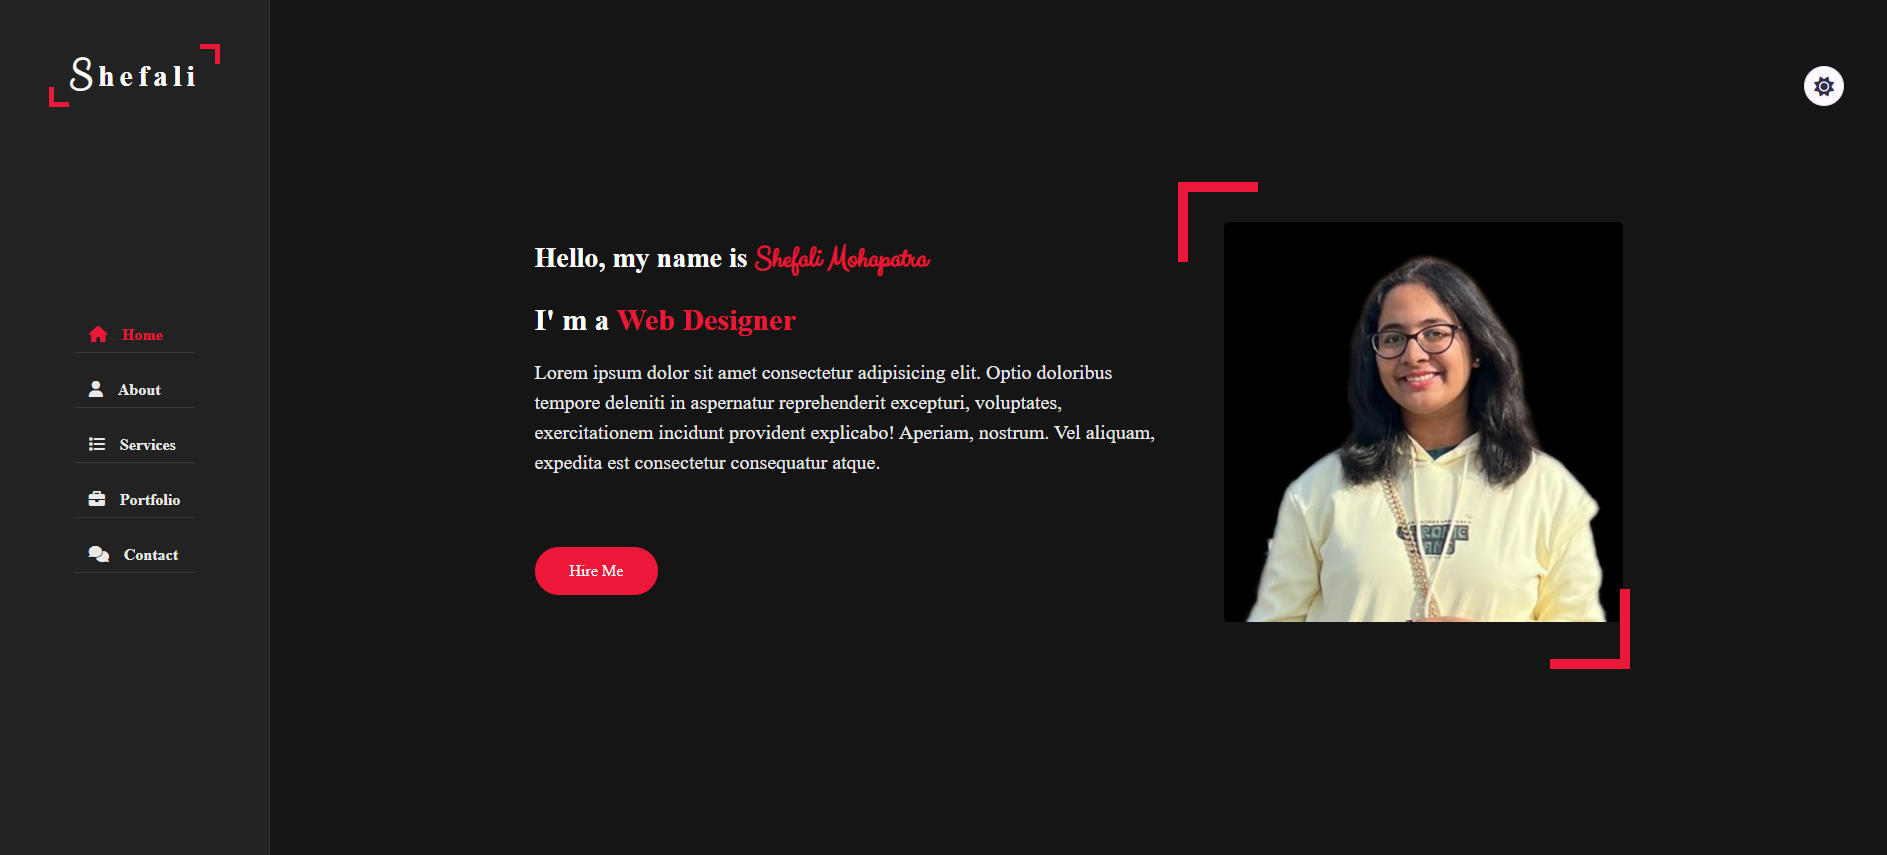 Shefali
Home
About
Services
Portfolio
Contact
Hello, my name is Shefali Mohapatra
I' m a Web Designer
Lorem ipsum dolor sit amet consectetur adipisicing elit. Optio doloribus
tempore deleniti in aspernatur reprehenderit excepturi, voluptates,
exercitationem incidunt provident explicabo! Aperiam, nostrum. Vel aliquam,
expedita est consectetur consequatur atque.
Hire Me